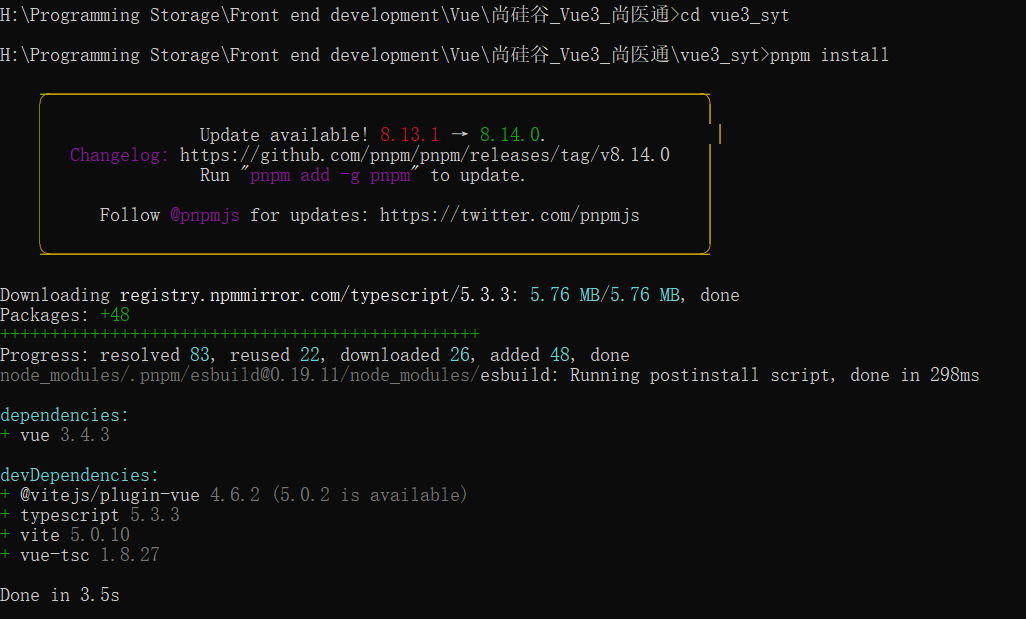 H:\Programming Storage\Front end development\Vue\尚硅谷_Vue3_尚医通>cd vue3_syt
H:\Programming Storage\Front end development\Vue\尚硅谷_Vue3_尚医通\vue3_syt>pnpm install
Update available! 8.13.1 → 8.14.0.
Changelog: https://github.com/pnpm/pnpm/releases/tag/v8.14.0
Run "pnpm add -g pnpm" to update.
Follow @pnpmjs for updates: https://twitter.com/pnpmjs
Downloading registry.npmmirror.com/typescript/5.3.3: 5.76 MB/5.76 MB, done
Packages: +48
++++++++++++++++++++++++++++++++++++++++++++++++
Progress: resolved 83, reused 22, downloaded 26, added 48, done
node_modules/.pnpm/esbuild@0.19.11/node_modules/esbuild: Running postinstall script, done in 298ms
dependencies:
+ vue 3.4.3
devDependencies:
+ @vitejs/plugin-vue 4.6.2 (5.0.2 is available)
+ typescript 5.3.3
+ vite 5.0.10
+ vue-tsc 1.8.27
Done in 3.5s